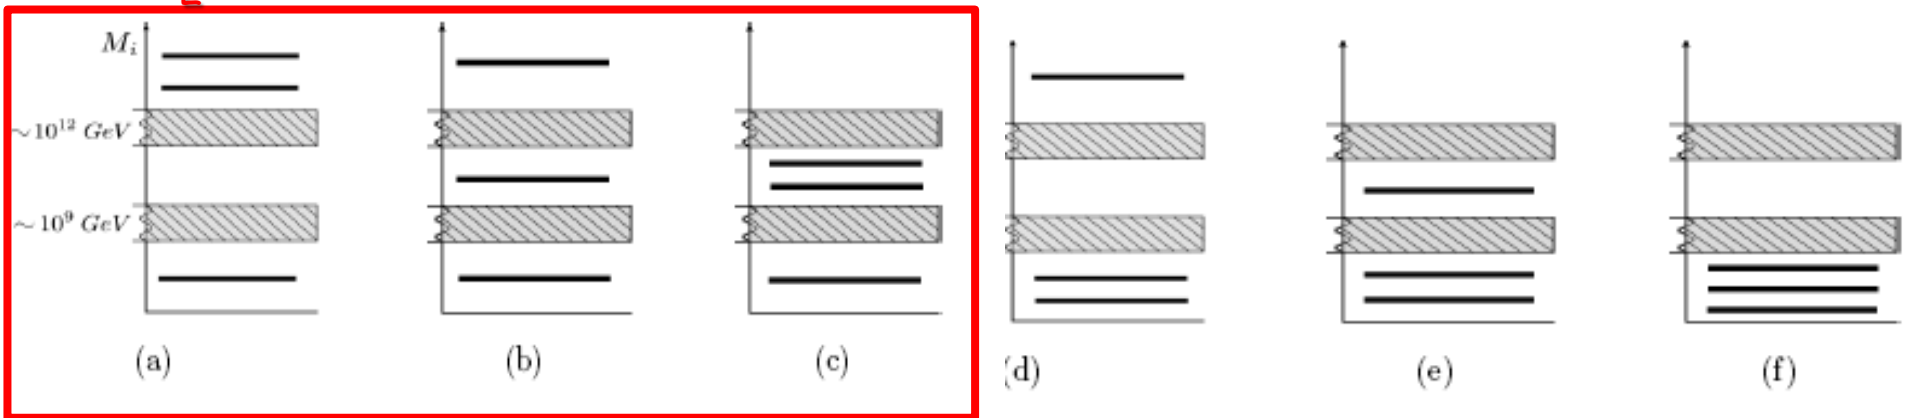 M_i
∼ 10^12 GeV
∼ 10^9 GeV
(a) (b) (c) (d) (e) (f)